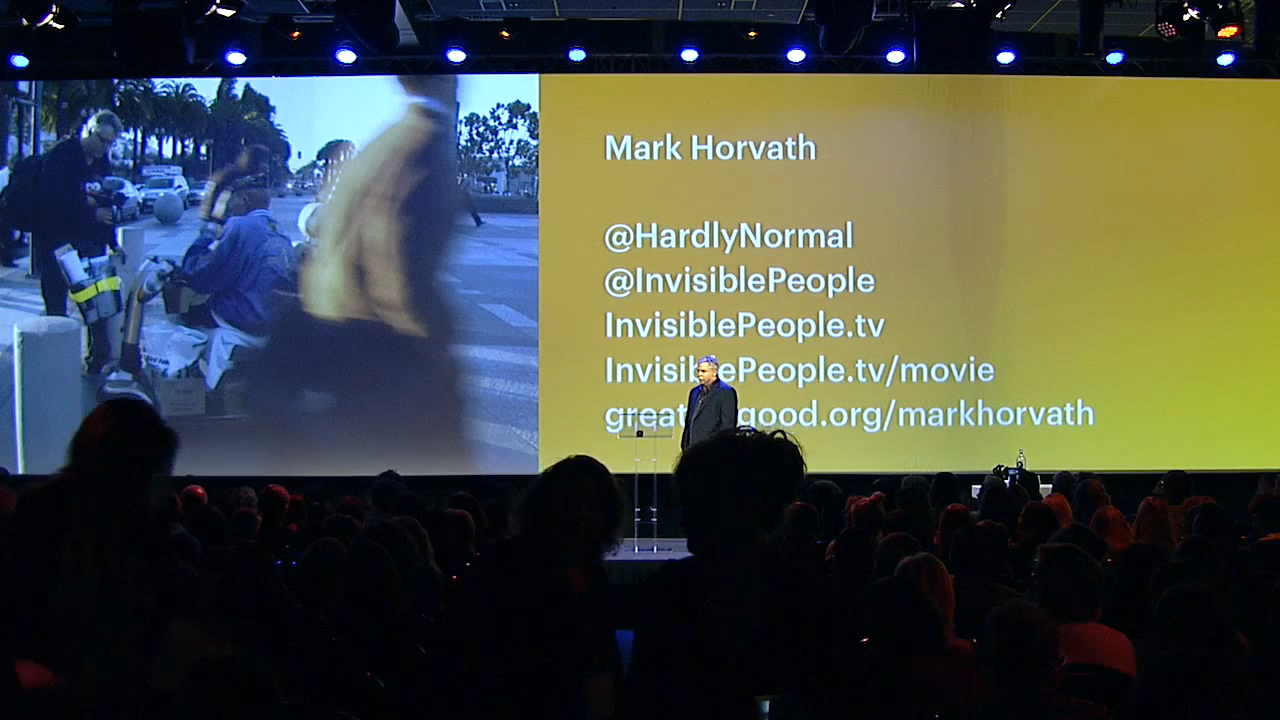 Mark Horvath
@HardlyNormal
@InvisiblePeople
InvisiblePeople.tv
InvisiblePeople.tv/movie
great good.org/markhorvath